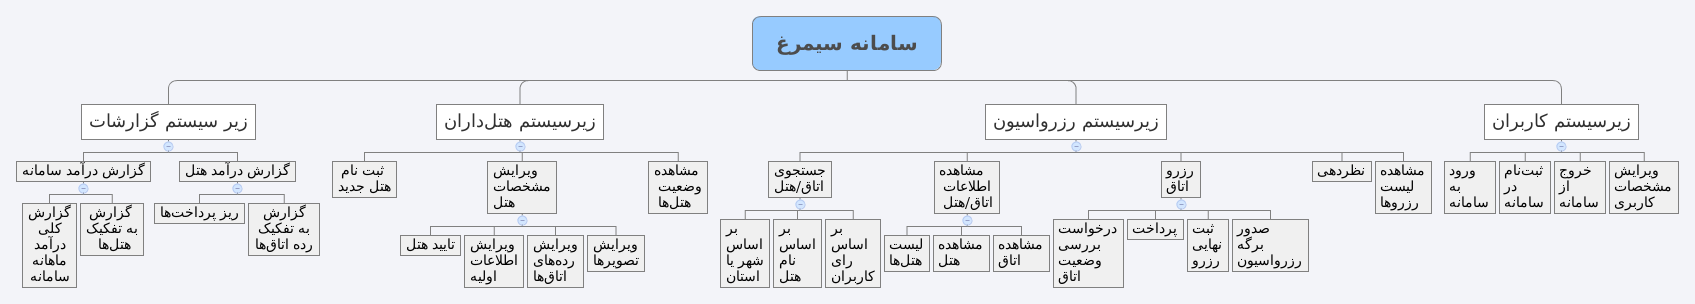 سامانه سیمرغ
زیرسیستم کاربران
زیرسیستم رزرواسیون
زیرسیستم هتل‌داران
زیر سیستم گزارشات
ویرایش
مشخصات
کاربری
خروج
از
سامانه
ثبت‌نام
در
سامانه
ورود
به
سامانه
مشاهده
لیست
رزروها
نظردهی
رزرو
اتاق
صدور
برگه
رزرواسیون
ثبت
نهایی
رزرو
پرداخت
درخواست
بررسی
وضعیت
اتاق
مشاهده
اطلاعات
اتاق/هتل
مشاهده
اتاق
مشاهده
هتل
لیست
هتل‌ها
جستجوی
اتاق/هتل
بر
اساس
رای
کاربران
بر
اساس
نام
هتل
بر
اساس
شهر یا
استان
مشاهده
وضعیت
هتل‌ها
ویرایش
مشخصات
هتل
ویرایش
تصویرها
ویرایش
رده‌های
اتاق‌ها
ویرایش
اطلاعات
اولیه
تایید هتل
ثبت نام
هتل جدید
گزارش درآمد هتل
گزارش
به تفکیک
رده اتاق‌ها
ریز پرداخت‌ها
گزارش درآمد سامانه
گزارش
به تفکیک
هتل‌ها
گزارش
کلی
درآمد
ماهانه
سامانه